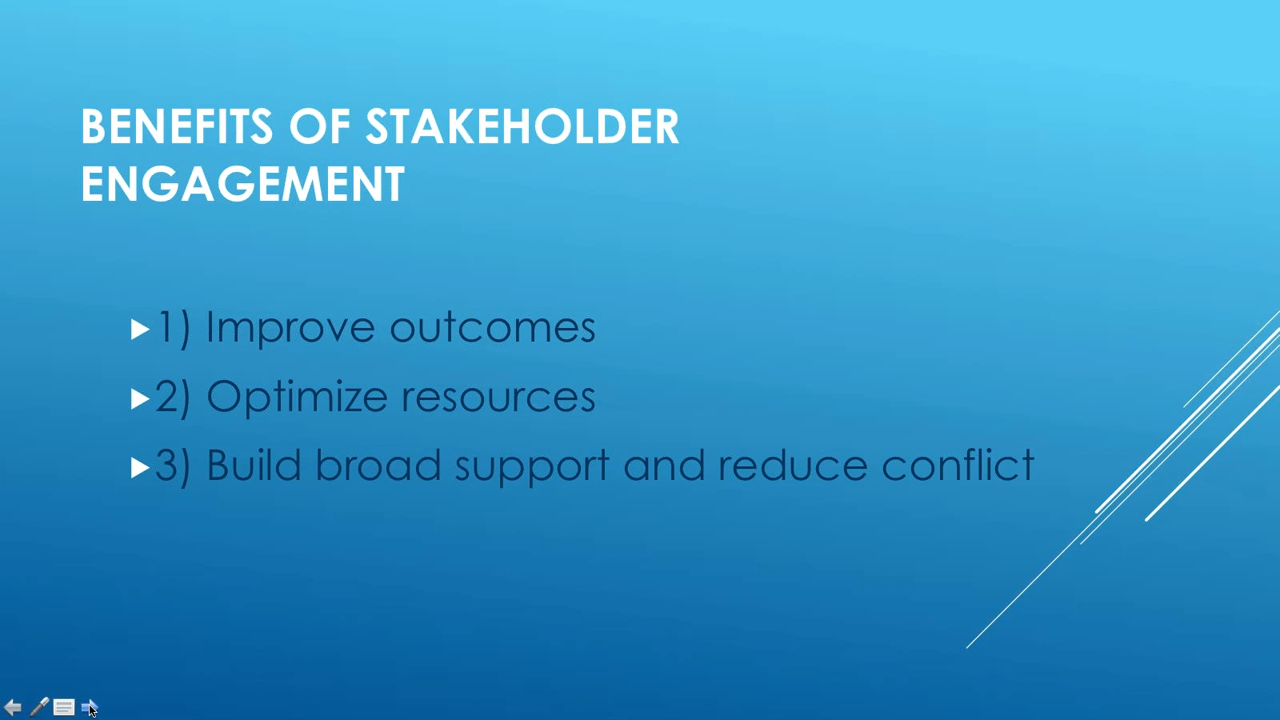 BENEFITS OF STAKEHOLDER
ENGAGEMENT
1) Improve outcomes
2) Optimize resources
3) Build broad support and reduce conflict